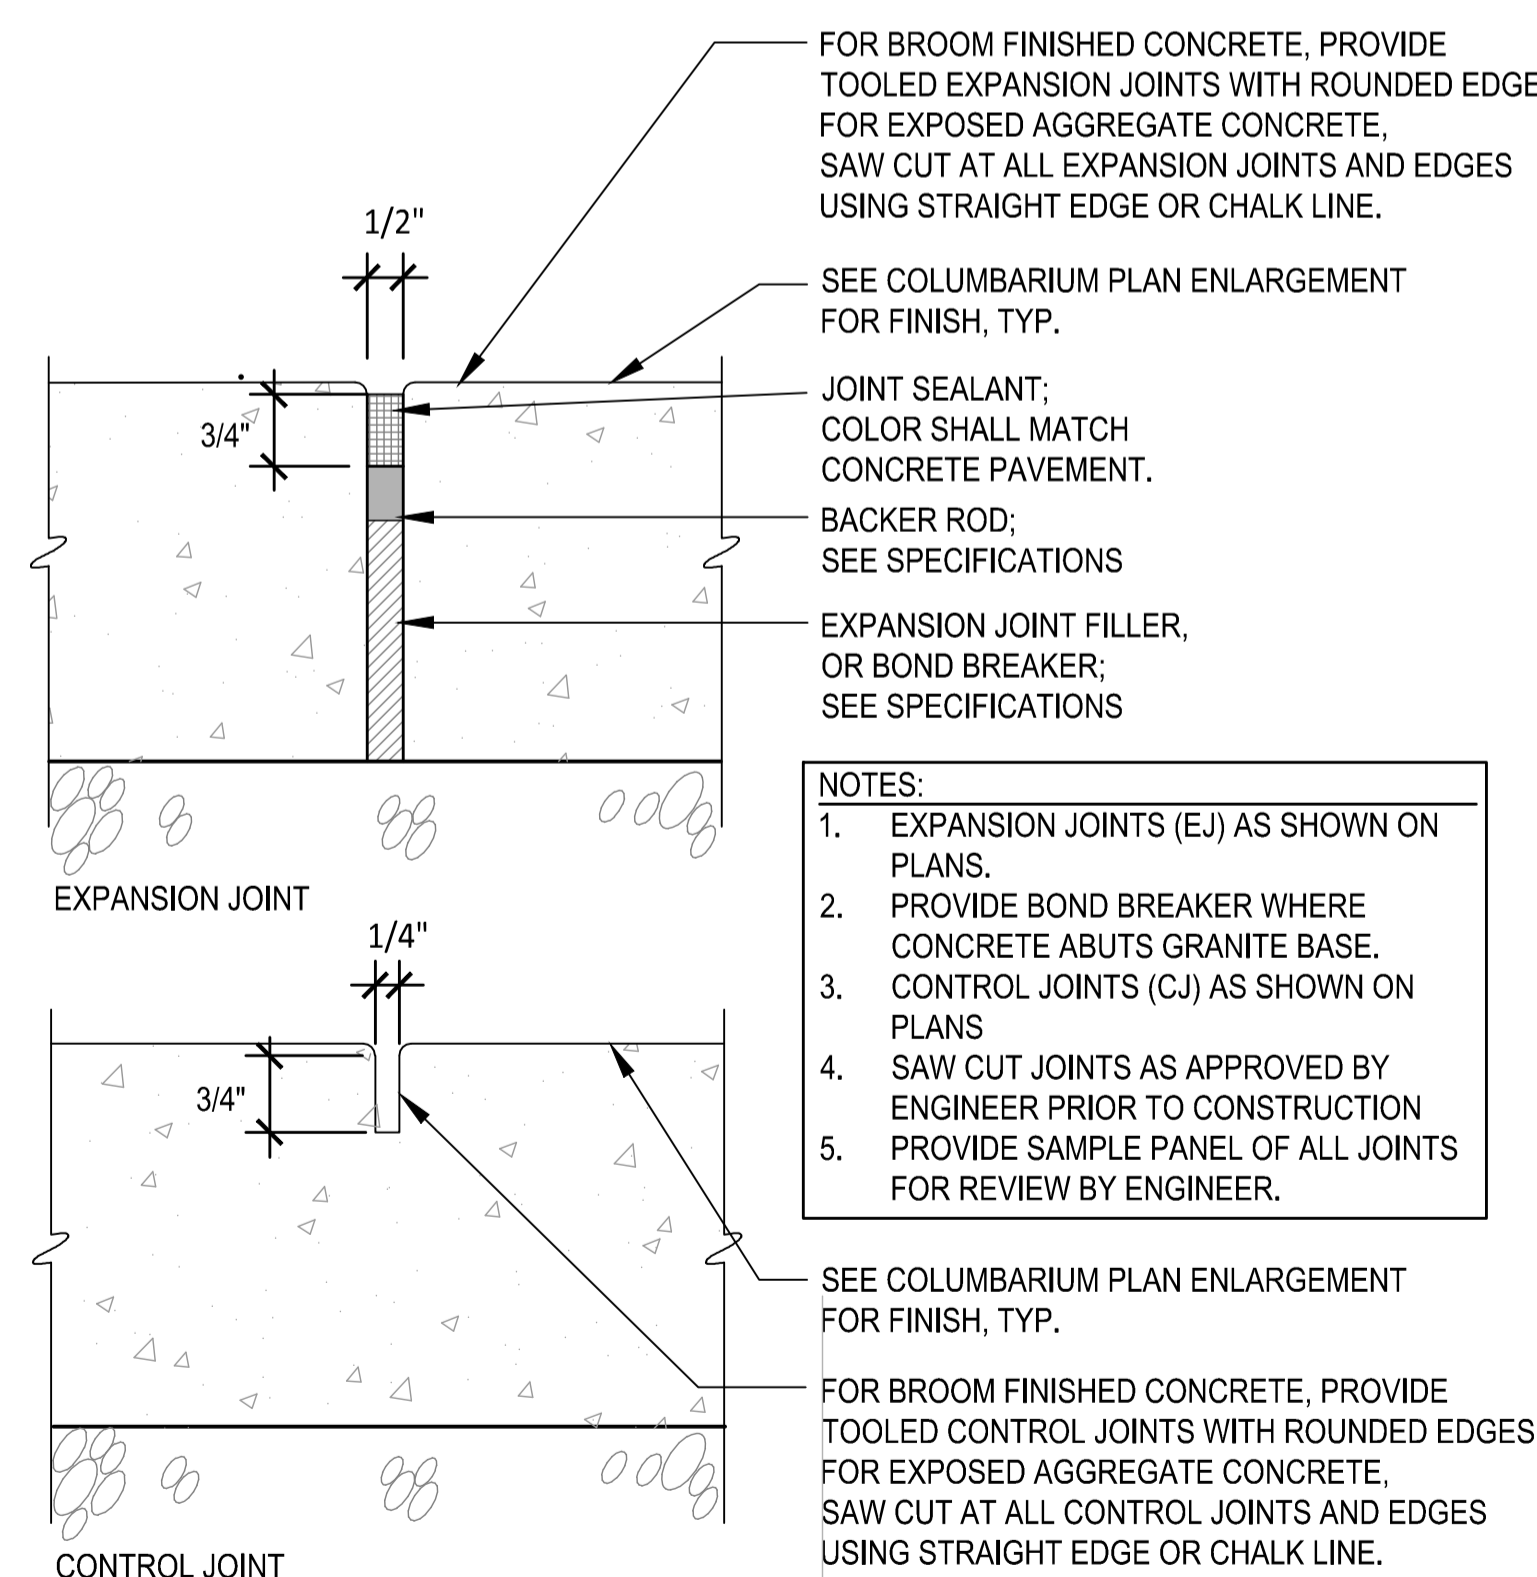 FOR BROOM FINISHED CONCRETE, PROVIDE
TOOLED EXPANSION JOINTS WITH ROUNDED EDGE
FOR EXPOSED AGGREGATE CONCRETE,
SAW CUT AT ALL EXPANSION JOINTS AND EDGES
USING STRAIGHT EDGE OR CHALK LINE.
1/2"
SEE COLUMBARIUM PLAN ENLARGEMENT
FOR FINISH, TYP.
3/4"
JOINT SEALANT;
COLOR SHALL MATCH
CONCRETE PAVEMENT.
BACKER ROD;
SEE SPECIFICATIONS
EXPANSION JOINT FILLER,
OR BOND BREAKER;
SEE SPECIFICATIONS
EXPANSION JOINT
NOTES:
1. EXPANSION JOINTS (EJ) AS SHOWN ON
PLANS.
2. PROVIDE BOND BREAKER WHERE
CONCRETE ABUTS GRANITE BASE.
3. CONTROL JOINTS (CJ) AS SHOWN ON
PLANS
4. SAW CUT JOINTS AS APPROVED BY
ENGINEER PRIOR TO CONSTRUCTION
5. PROVIDE SAMPLE PANEL OF ALL JOINTS
FOR REVIEW BY ENGINEER.
1/4"
3/4"
SEE COLUMBARIUM PLAN ENLARGEMENT
FOR FINISH, TYP.
FOR BROOM FINISHED CONCRETE, PROVIDE
TOOLED CONTROL JOINTS WITH ROUNDED EDGES
FOR EXPOSED AGGREGATE CONCRETE,
SAW CUT AT ALL CONTROL JOINTS AND EDGES
USING STRAIGHT EDGE OR CHALK LINE.
CONTROL JOINT